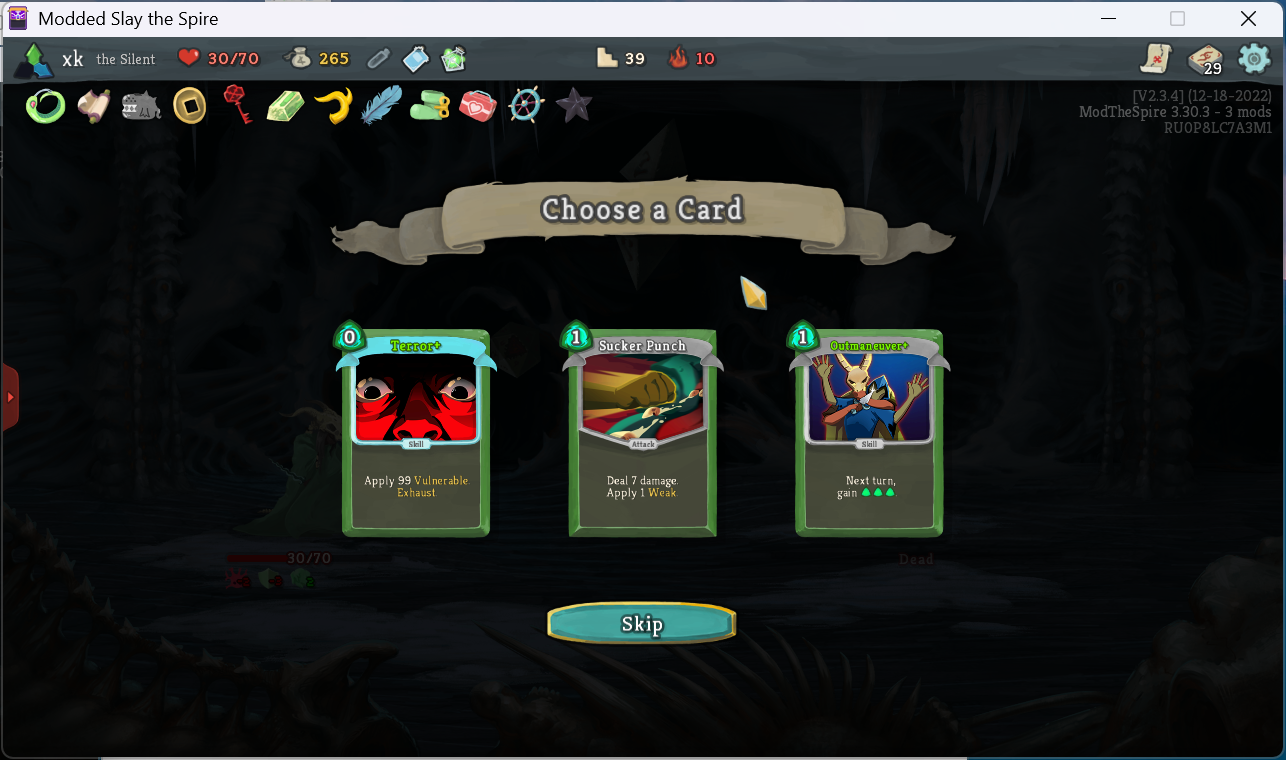 Modded Slay the Spire
xk the Silent 30/70 265 39 10 29
[V2.3.4] (12-18-2022)
ModTheSpire 3.30.3 - 3 mods
RU0P8LC7A3M1
Choose a Card
0
Terror+
Skill
Apply 99 Vulnerable.
Exhaust.
1
Sucker Punch
Attack
Deal 7 damage.
Apply 1 Weak.
1
Outmaneuver+
Skill
Next turn,
gain .
30/70
Dead
Skip